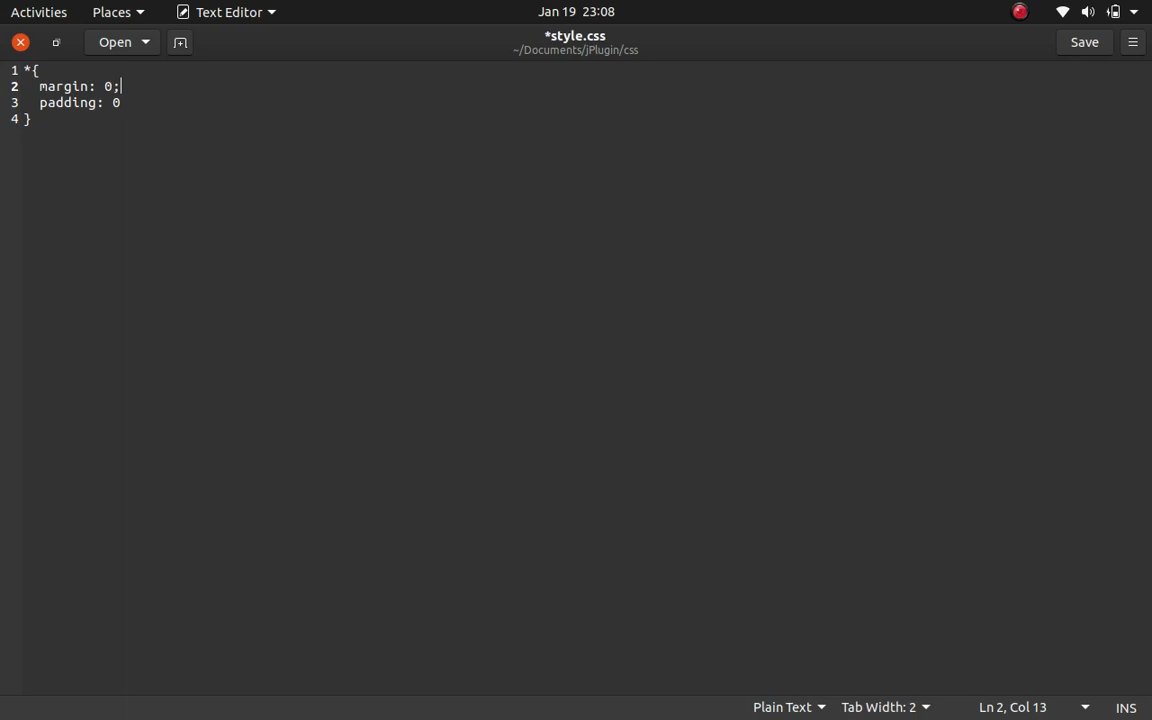 Activities Places Text Editor Jan 19 23:08
Open *style.css Save
~/Documents/jPlugin/css
1 *{
2 margin: 0;
3 padding: 0
4 }
Plain Text Tab Width: 2 Ln 2, Col 13 INS